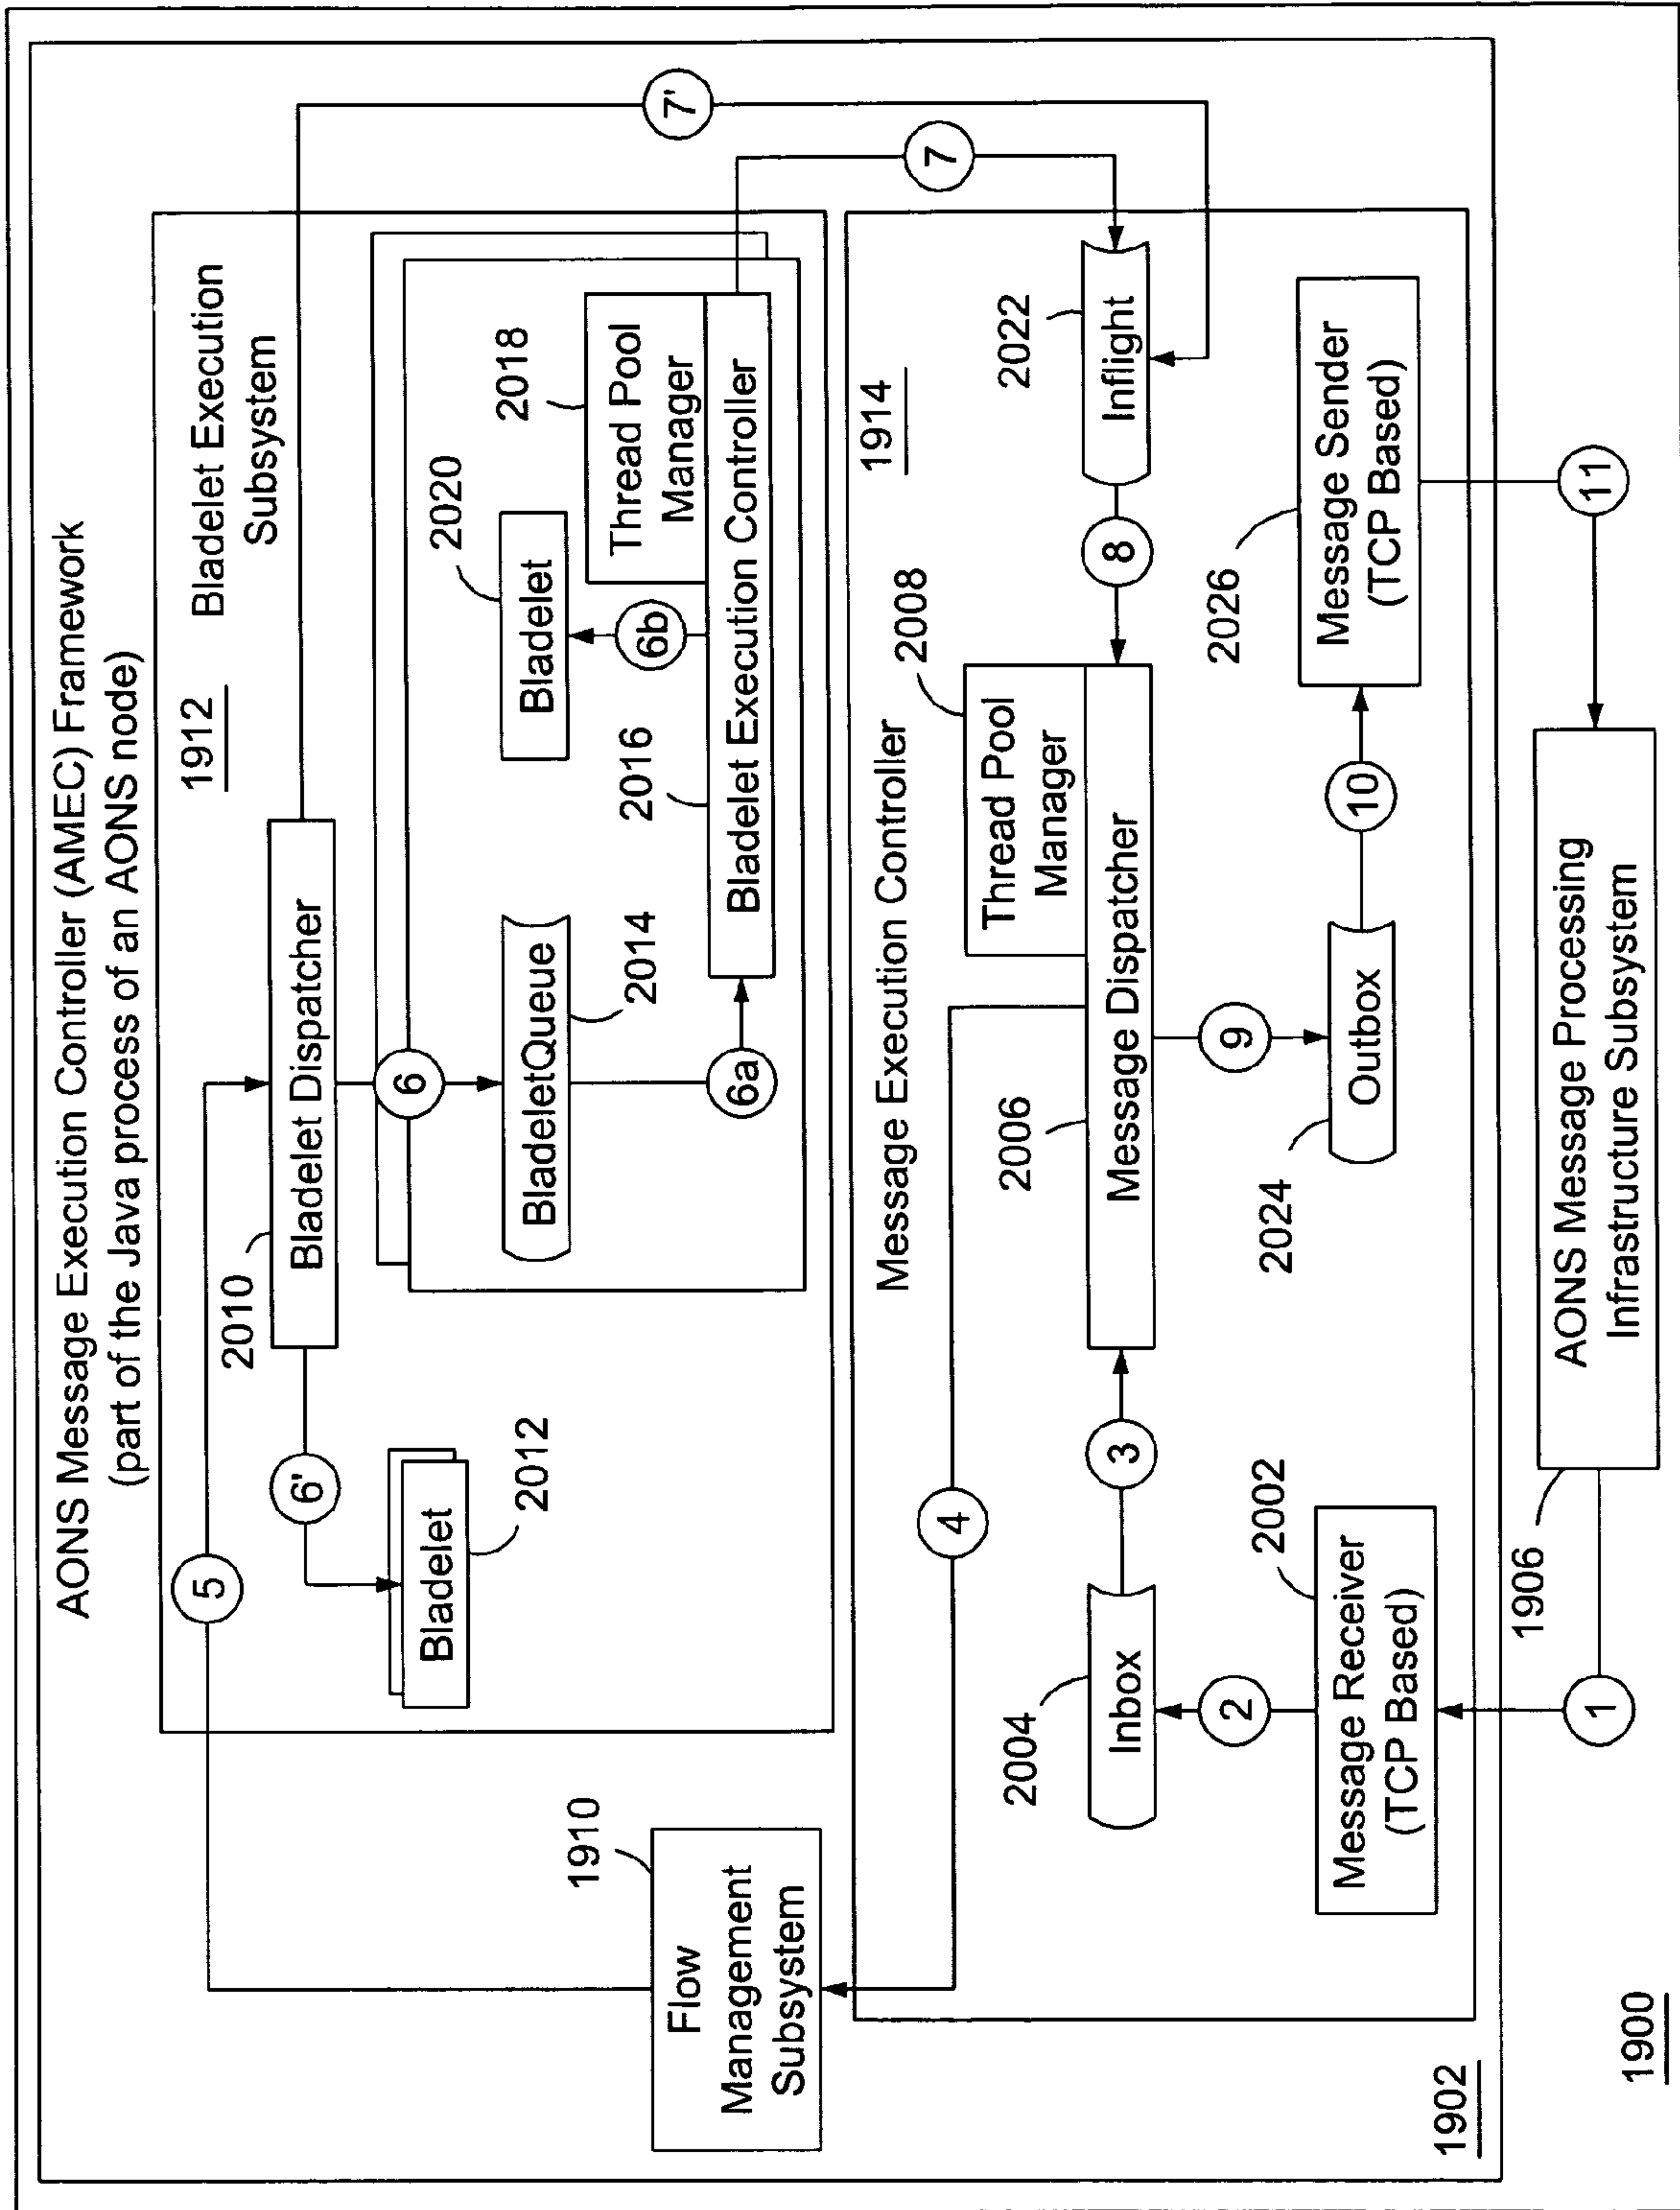 AONS Message Execution Controller (AMEC) Framework
(part of the Java process of an AONS node)
5
2010
1912
Bladelet Execution
Subsystem
7'
6'
Bladelet Dispatcher
Bladelet
2012
6
BladeletQueue
2014
6a
2020
Bladelet
6b
2016
2018
Thread Pool
Manager
Bladelet Execution Controller
7
1910
Flow
Management
Subsystem
Message Execution Controller
1914
4
2008
Thread Pool
Manager
2004
Inbox
3
2006
Message Dispatcher
8
2022
Inflight
2
9
2002
Message Receiver
(TCP Based)
2024
Outbox
10
2026
Message Sender
(TCP Based)
1902
1
1906
AONS Message Processing
Infrastructure Subsystem
11
1900